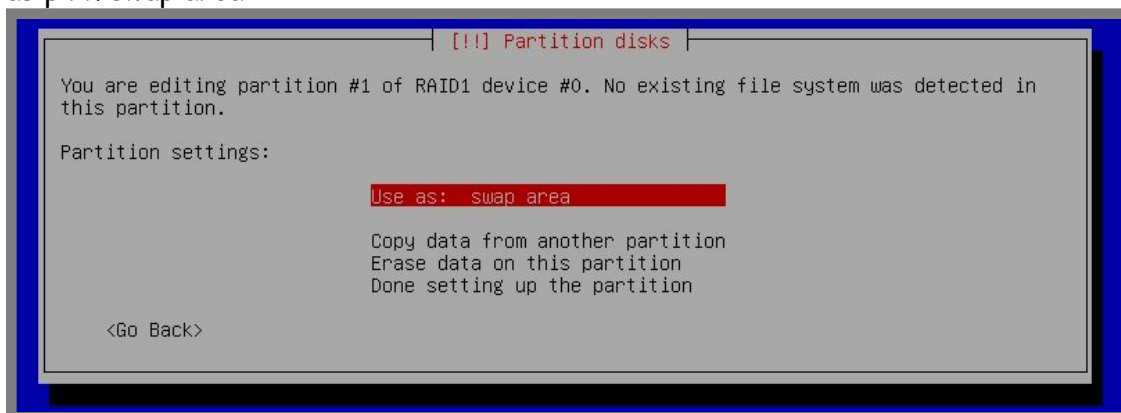 [!!] Partition disks
You are editing partition #1 of RAID1 device #0. No existing file system was detected in
this partition.
Partition settings:
Use as: swap area
Copy data from another partition
Erase data on this partition
Done setting up the partition
<Go Back>